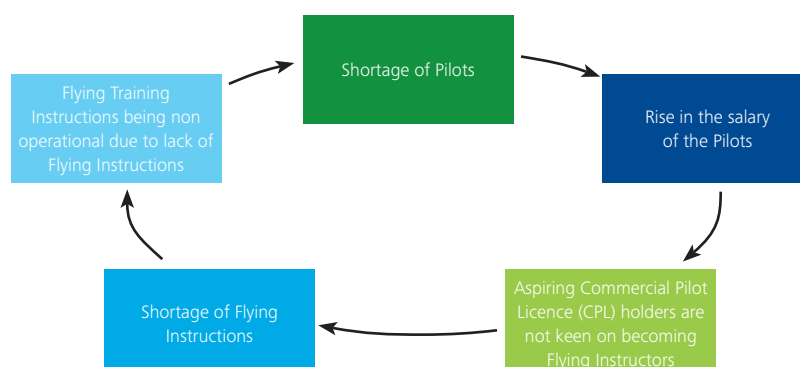 Shortage of Pilots
Rise in the salary
of the Pilots
Aspiring Commercial Pilot
Licence (CPL) holders are
not keen on becoming
Flying Instructors
Shortage of Flying
Instructions
Flying Training
Instructions being non
operational due to lack of
Flying Instructions